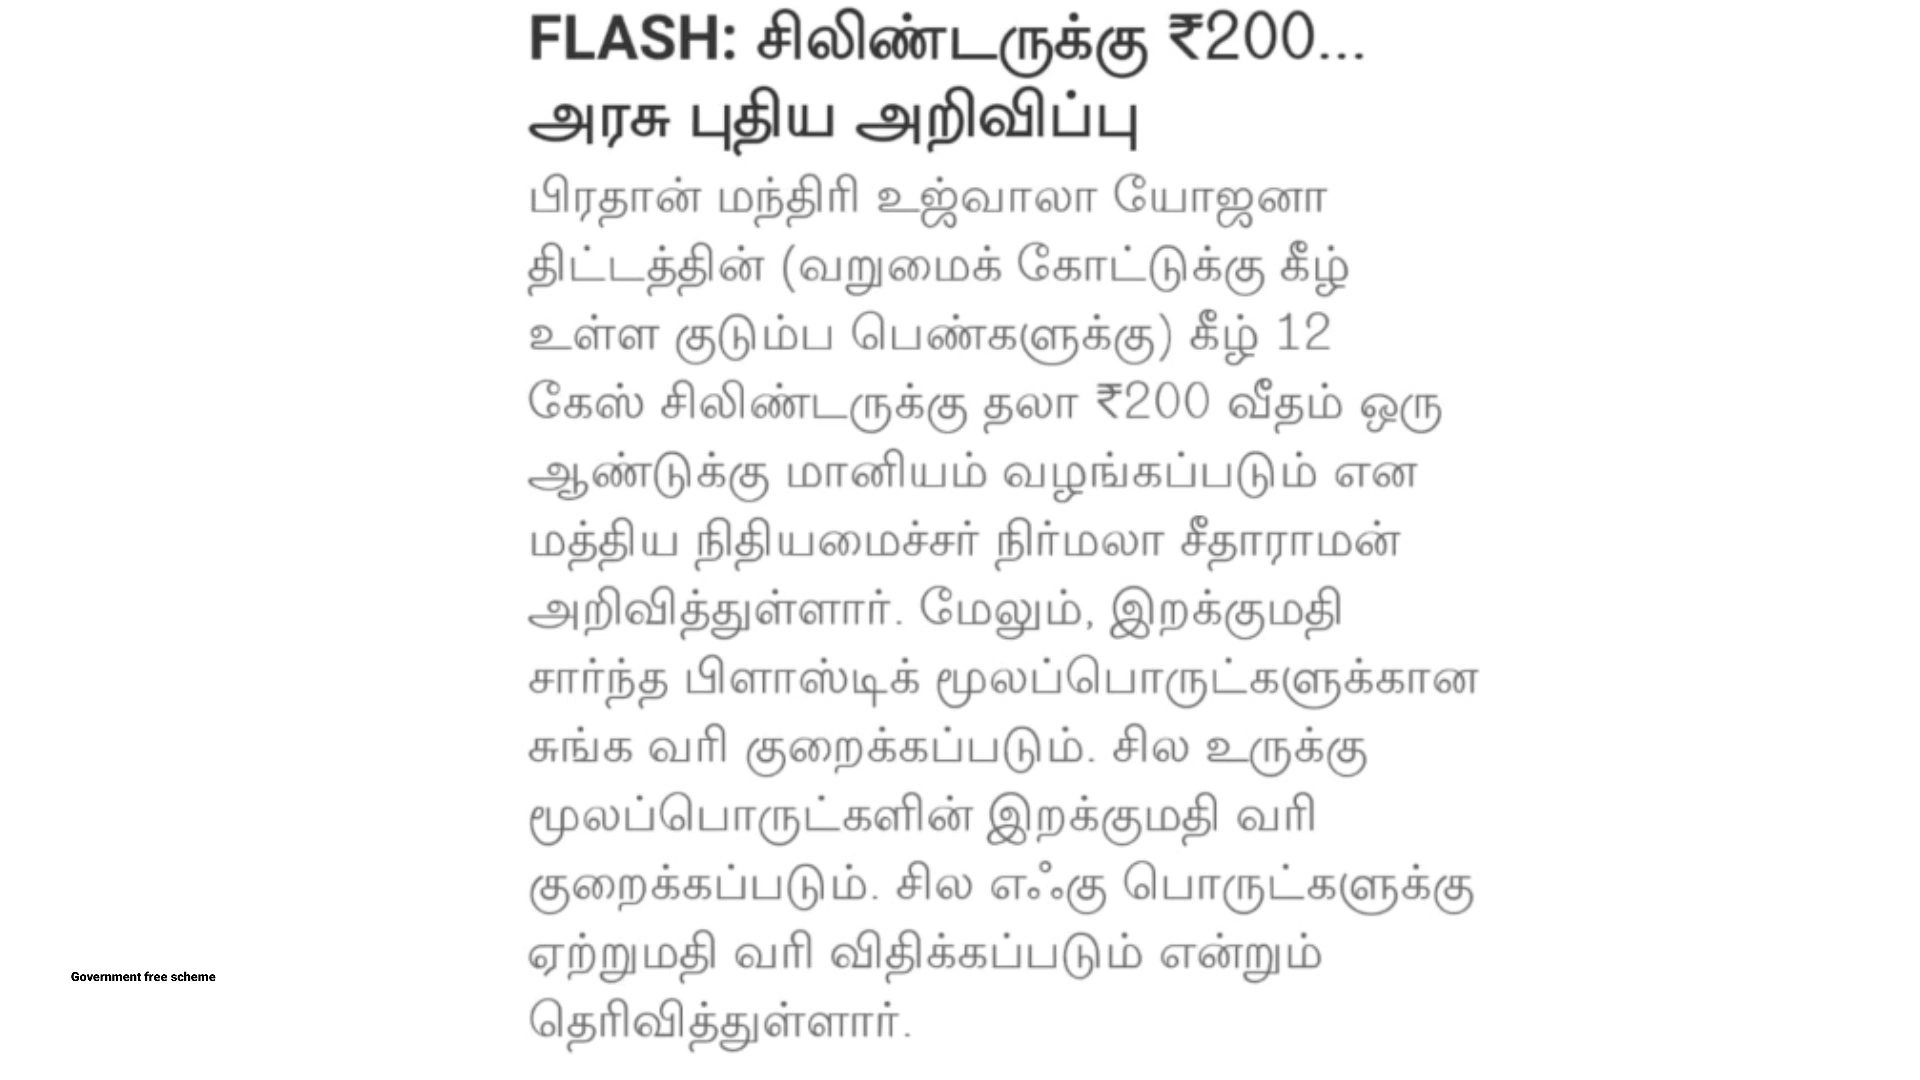 FLASH: சிலிண்டருக்கு ₹200...
அரசு புதிய அறிவிப்பு
பிரதான் மந்திரி உஜ்வாலா யோஜனா
திட்டத்தின் (வறுமைக் கோட்டுக்கு கீழ்
உள்ள குடும்ப பெண்களுக்கு) கீழ் 12
கேஸ் சிலிண்டருக்கு தலா ₹200 வீதம் ஒரு
ஆண்டுக்கு மானியம் வழங்கப்படும் என
மத்திய நிதியமைச்சர் நிர்மலா சீதாராமன்
அறிவித்துள்ளார். மேலும், இறக்குமதி
சார்ந்த பிளாஸ்டிக் மூலப்பொருட்களுக்கான
சுங்க வரி குறைக்கப்படும். சில உருக்கு
மூலப்பொருட்களின் இறக்குமதி வரி
குறைக்கப்படும். சில எஃகு பொருட்களுக்கு
ஏற்றுமதி வரி விதிக்கப்படும் என்றும்
தெரிவித்துள்ளார்.
Government free scheme